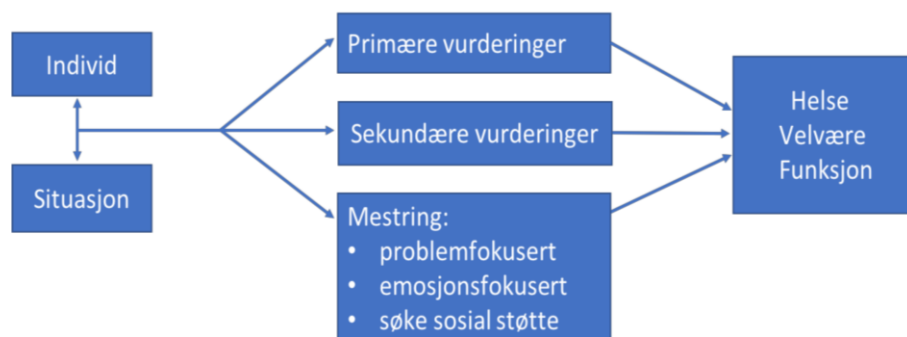 Individ
Situasjon
Primære vurderinger
Sekundære vurderinger
Mestring:
• problemfokusert
• emosjonsfokusert
• søke sosial støtte
Helse
Velvære
Funksjon